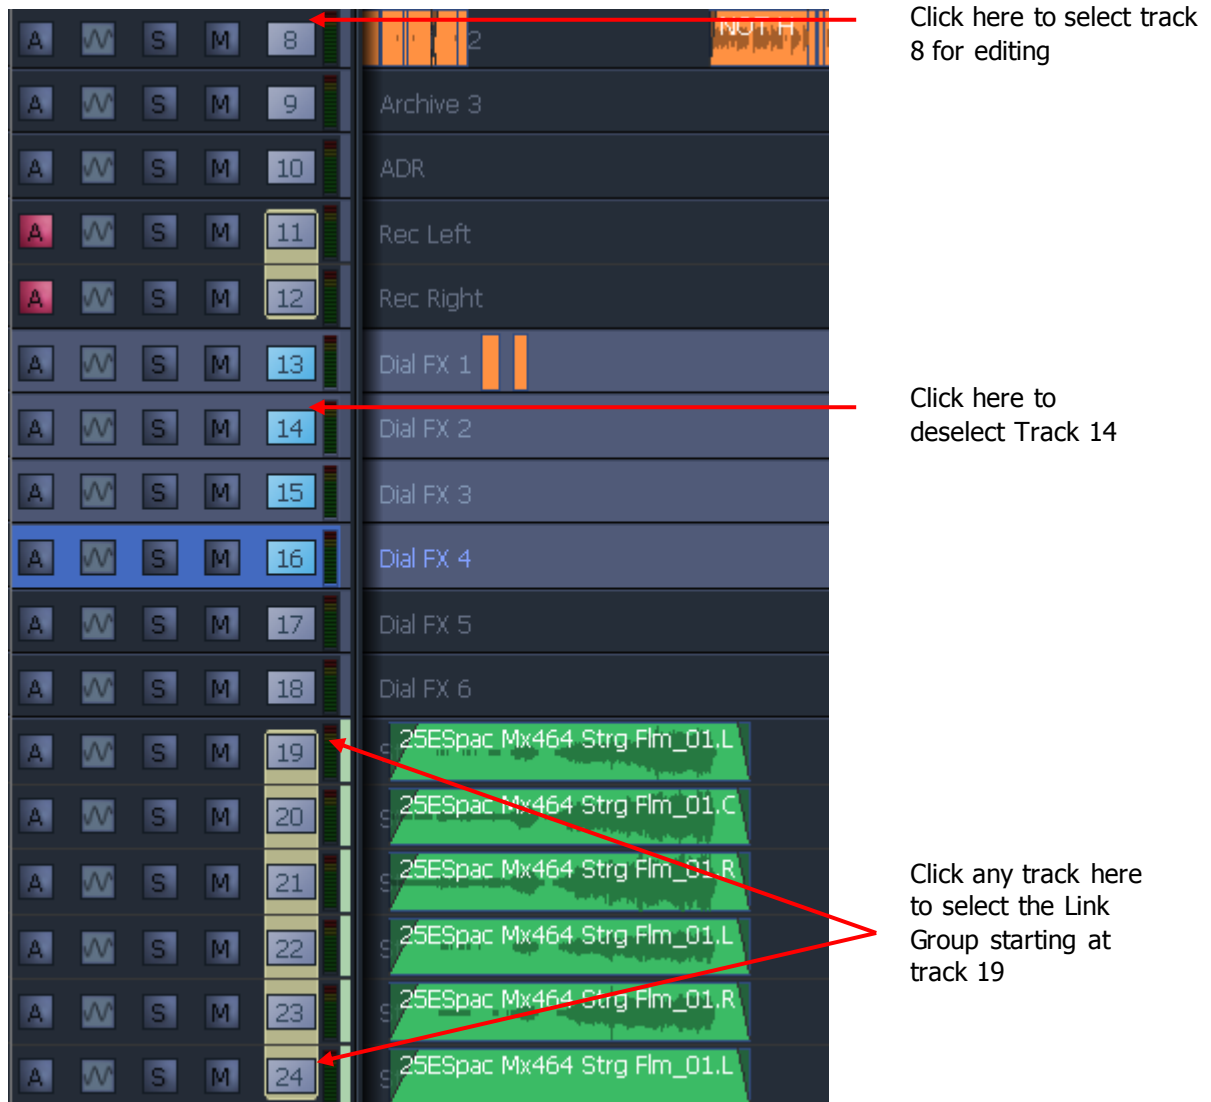 Click here to select track
8 for editing
A S M 8 2 NOT H
A S M 9 Archive 3
A S M 10 ADR
A S M 11 Rec Left
A S M 12 Rec Right
A S M 13 Dial FX 1
Click here to
deselect Track 14
A S M 14 Dial FX 2
A S M 15 Dial FX 3
A S M 16 Dial FX 4
A S M 17 Dial FX 5
A S M 18 Dial FX 6
A S M 19 S 25ESpac Mx464 Strg Flm_01.L
A S M 20 S 25ESpac Mx464 Strg Flm_01.C
A S M 21 S 25ESpac Mx464 Strg Flm_01.R
Click any track here
to select the Link
Group starting at
track 19
A S M 22 S 25ESpac Mx464 Strg Flm_01.L
A S M 23 S 25ESpac Mx464 Strg Flm_01.R
A S M 24 S 25ESpac Mx464 Strg Flm_01.L